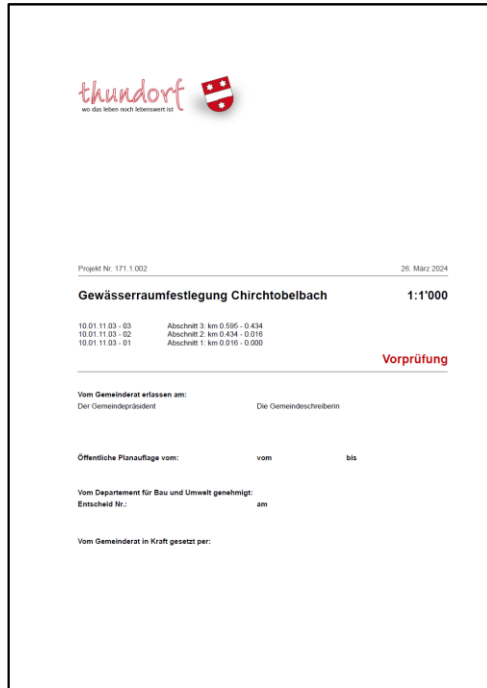 thundorf
wo das leben noch lebenswert ist
Projekt Nr. 171.1.002 26. März 2024
Gewässerraumfestlegung Chirchtobelbach 1:1'000
10.01.11.03 - 03 Abschnitt 3: km 0.595 - 0.434
10.01.11.03 - 02 Abschnitt 2: km 0.434 - 0.016
10.01.11.03 - 01 Abschnitt 1: km 0.016 - 0.000
Vorprüfung
Vom Gemeinderat erlassen am:
Der Gemeindepräsident Die Gemeindeschreiberin
Öffentliche Planauflage vom: vom bis
Vom Departement für Bau und Umwelt genehmigt:
Entscheid Nr.: am
Vom Gemeinderat in Kraft gesetzt per: